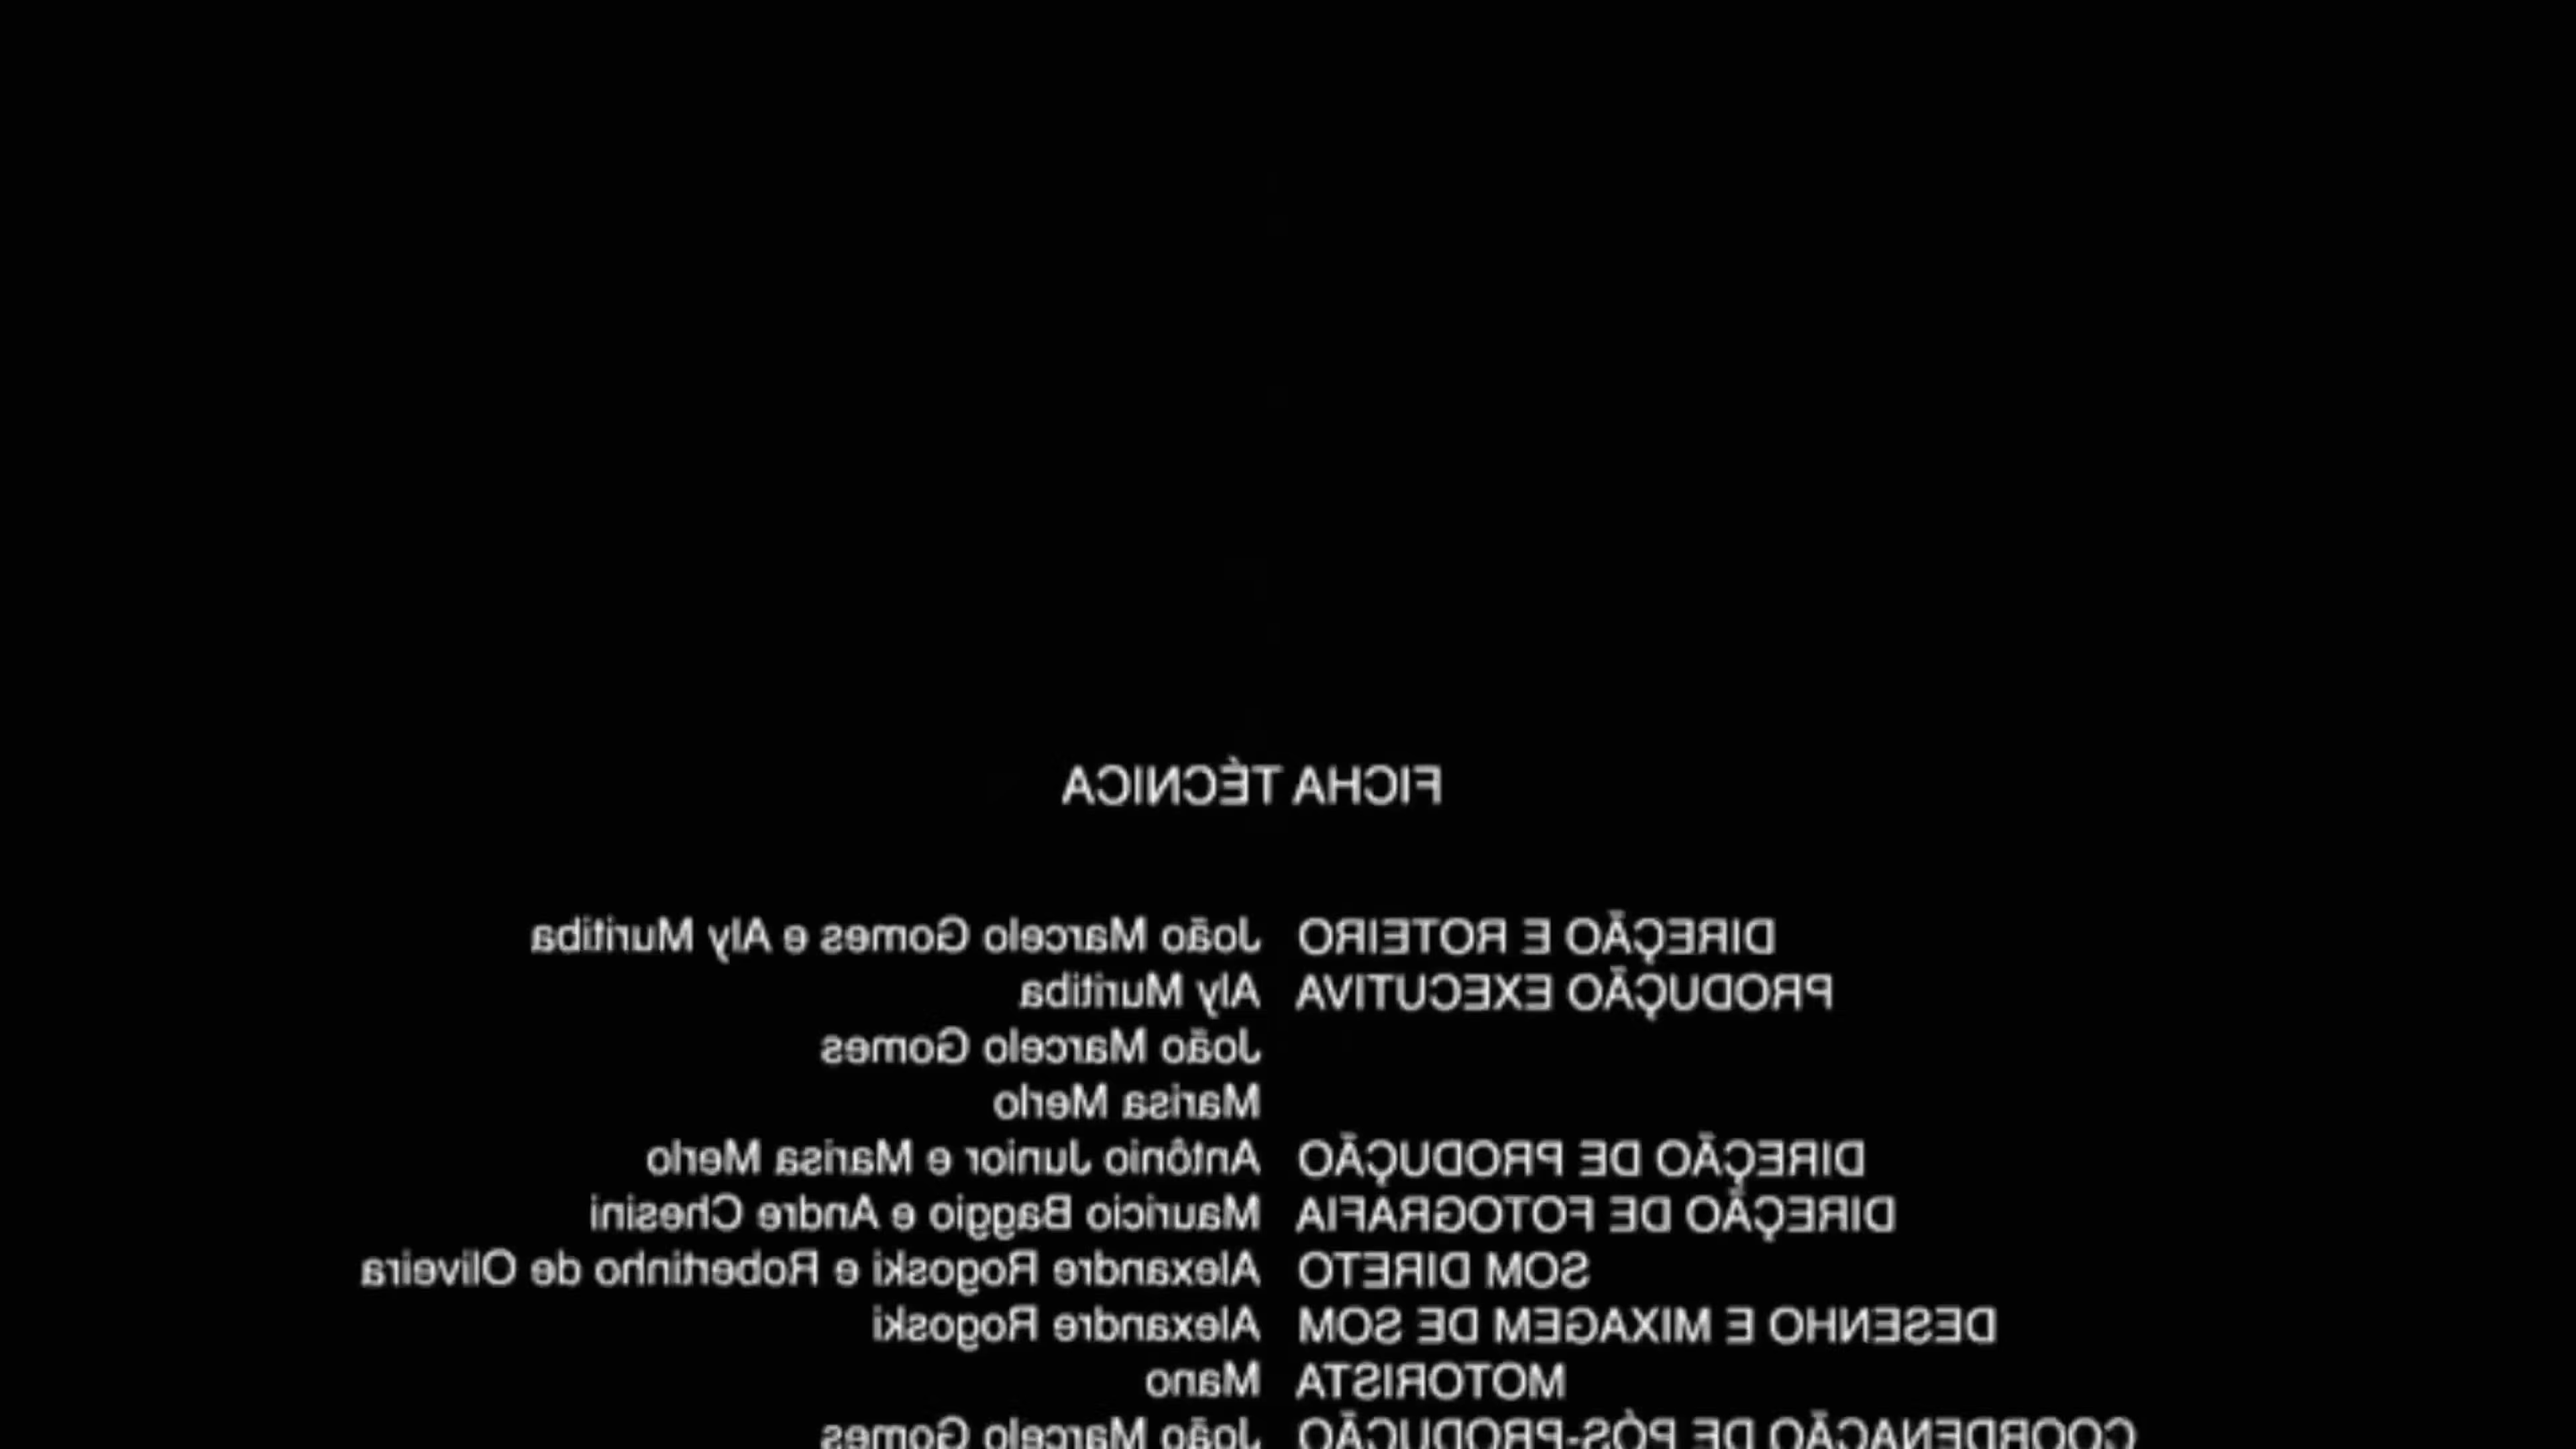 FICHA TÉCNICA
DIREÇÃO E ROTEIRO João Marcelo Gomes e Aly Muritiba
PRODUÇÃO EXECUTIVA Aly Muritiba
João Marcelo Gomes
Marisa Merlo
DIREÇÃO DE PRODUÇÃO Antônio Junior e Marisa Merlo
DIREÇÃO DE FOTOGRAFIA Mauricio Baggio e Andre Chesini
SOM DIRETO Alexandre Rogoski e Robertinho de Oliveira
DESENHO E MIXAGEM DE SOM Alexandre Rogoski
MOTORISTA Mano
COORDENAÇÃO DE PÓS-PRODUÇÃO João Marcelo Gomes